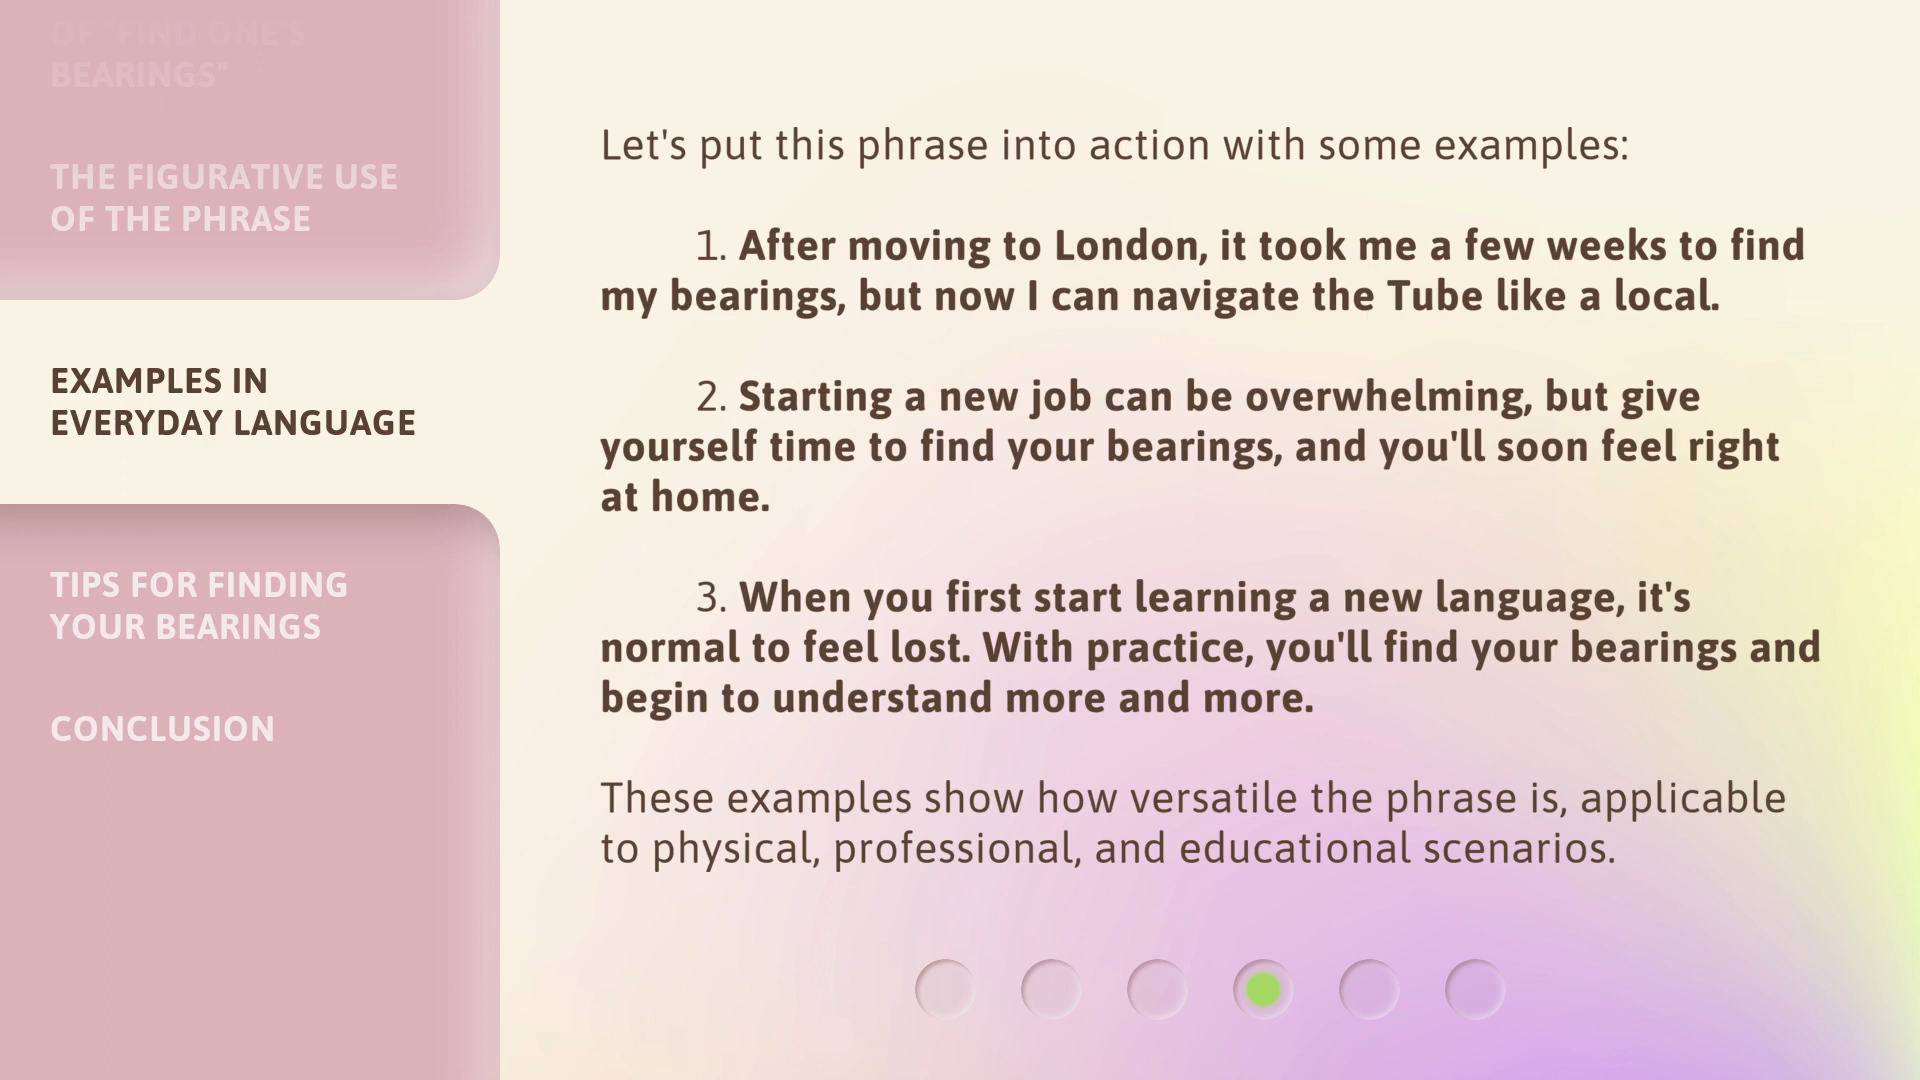 OF "FIND ONE'S
BEARINGS"
THE FIGURATIVE USE
OF THE PHRASE
EXAMPLES IN
EVERYDAY LANGUAGE
TIPS FOR FINDING
YOUR BEARINGS
CONCLUSION
Let's put this phrase into action with some examples:
1. After moving to London, it took me a few weeks to find
my bearings, but now I can navigate the Tube like a local.
2. Starting a new job can be overwhelming, but give
yourself time to find your bearings, and you'll soon feel right
at home.
3. When you first start learning a new language, it's
normal to feel lost. With practice, you'll find your bearings and
begin to understand more and more.
These examples show how versatile the phrase is, applicable
to physical, professional, and educational scenarios.